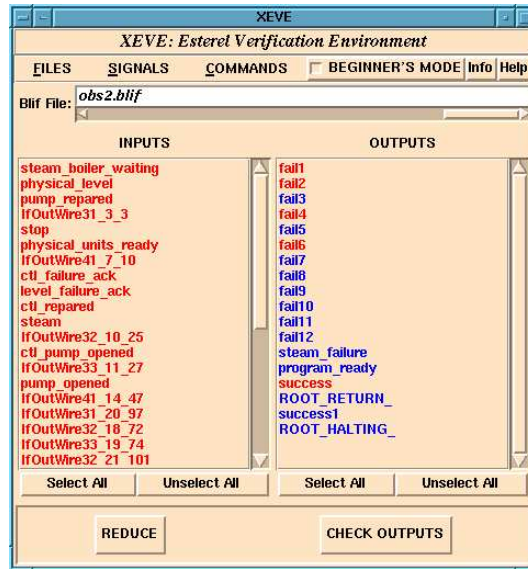 XEVE
XEVE: Esterel Verification Environment
FILES SIGNALS COMMANDS BEGINNER'S MODE Info Help
Blif File: obs2.blif
INPUTS
steam_boiler_waiting
physical_level
pump_repared
IfOutWire31_3_3
stop
physical_units_ready
IfOutWire41_7_10
ctl_failure_ack
level_failure_ack
ctl_repared
steam
IfOutWire32_10_25
ctl_pump_opened
IfOutWire33_11_27
pump_opened
IfOutWire41_14_47
IfOutWire31_20_97
IfOutWire32_18_72
IfOutWire33_19_74
IfOutWire32_21_101
Select All Unselect All
OUTPUTS
fail1
fail2
fail3
fail4
fail5
fail6
fail7
fail8
fail9
fail10
fail11
fail12
steam_failure
program_ready
success
ROOT_RETURN_
success1
ROOT_HALTING_
Select All Unselect All
REDUCE CHECK OUTPUTS